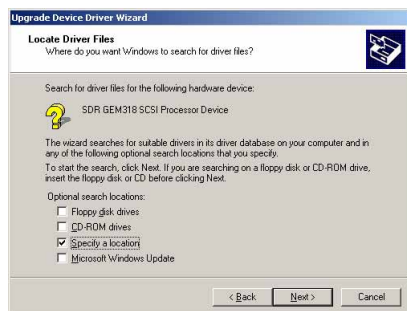 Upgrade Device Driver Wizard
Locate Driver Files
Where do you want Windows to search for driver files?
Search for driver files for the following hardware device:
SDR GEM318 SCSI Processor Device
The wizard searches for suitable drivers in its driver database on your computer and in
any of the following optional search locations that you specify.
To start the search, click Next. If you are searching on a floppy disk or CD-ROM drive,
insert the floppy disk or CD before clicking Next.
Optional search locations:
Floppy disk drives
CD-ROM drives
Specify a location
Microsoft Windows Update
< Back Next > Cancel